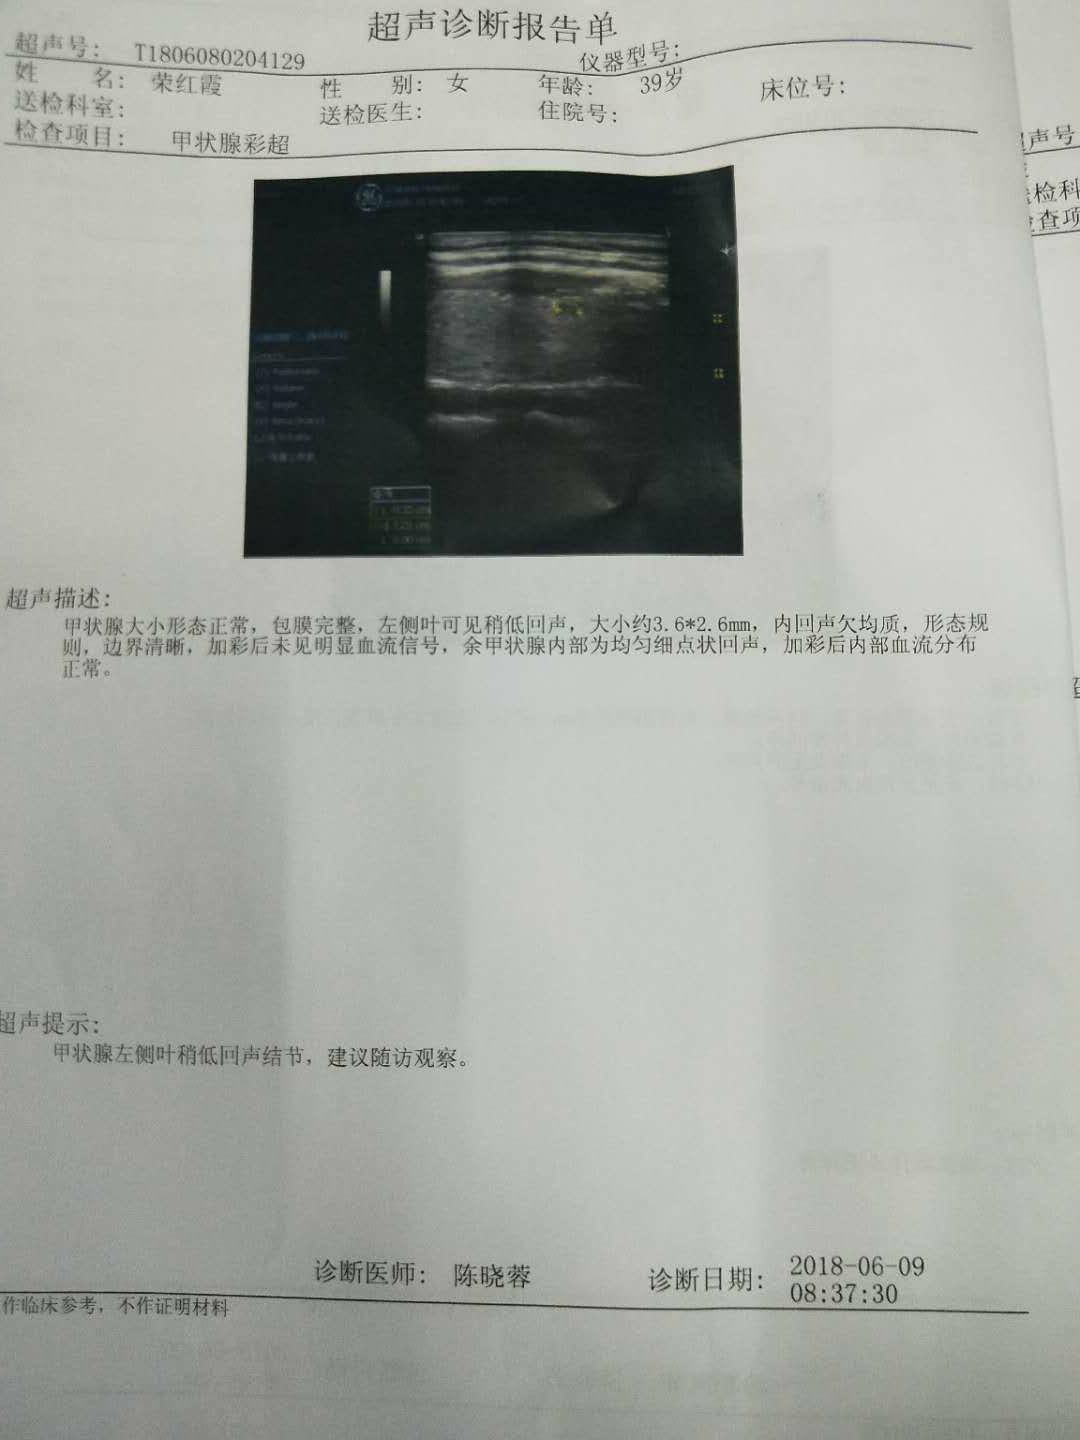 超声诊断报告单
超声号： T1806080204129 仪器型号：
姓 名： 荣红霞 性 别： 女 年龄： 39岁 床位号：
送检科室： 送检医生： 住院号：
检查项目： 甲状腺彩超
声号
检科
查项
超声描述：
甲状腺大小形态正常，包膜完整，左侧叶可见稍低回声，大小约3.6*2.6mm，内回声欠均质，形态规
则，边界清晰，加彩后未见明显血流信号，余甲状腺内部为均匀细点状回声，加彩后内部血流分布
正常。
超声提示：
甲状腺左侧叶稍低回声结节，建议随访观察。
诊断医师： 陈晓蓉 诊断日期： 2018-06-09
08:37:30
作临床参考，不作证明材料